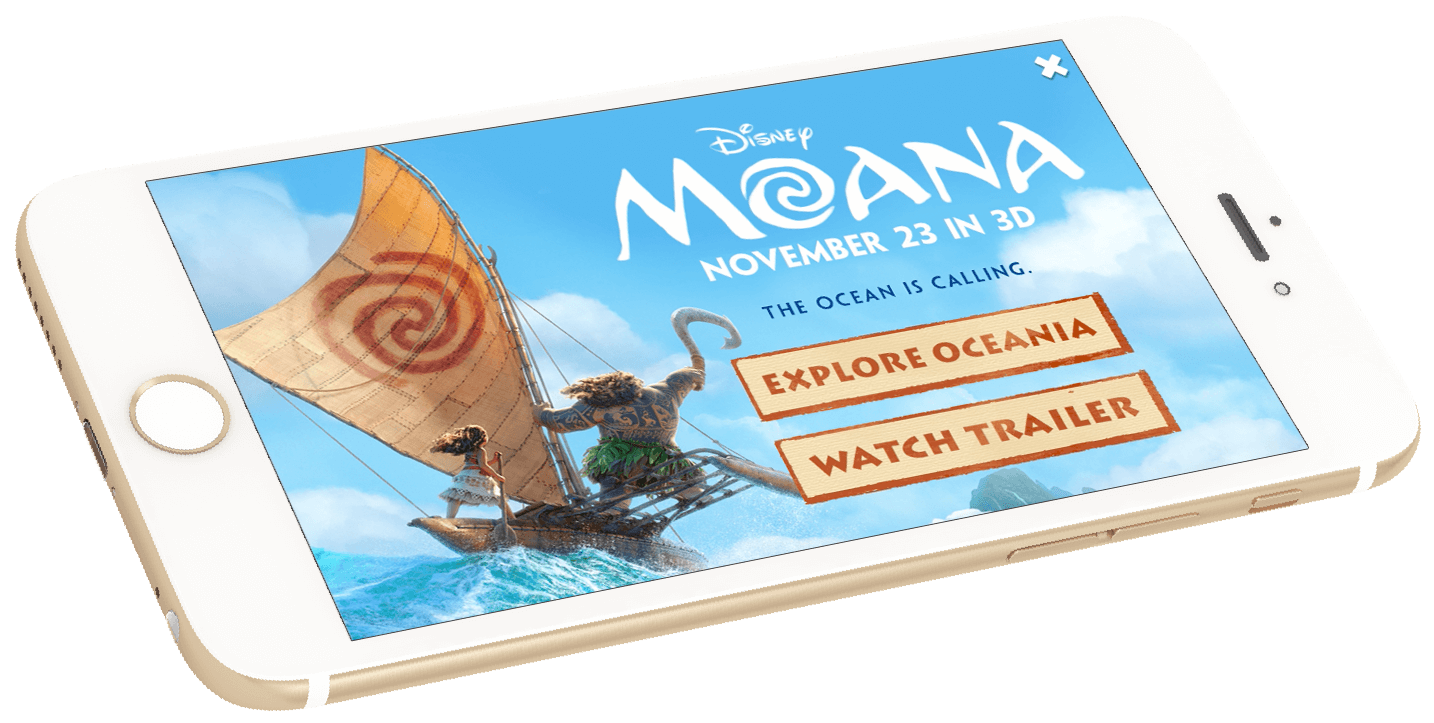 DISNEY
MOANA
NOVEMBER 23 IN 3D
THE OCEAN IS CALLING.
EXPLORE OCEANIA
WATCH TRAILER